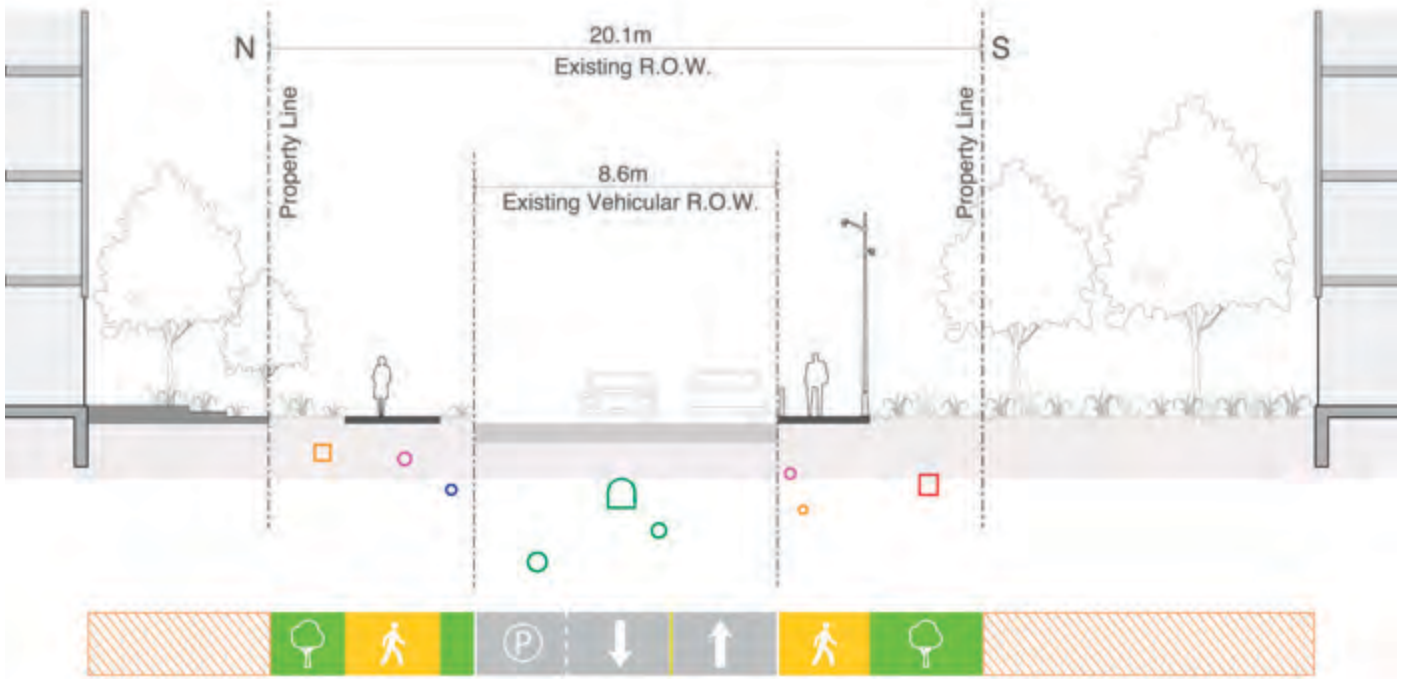 20.1m
N
S
Existing R.O.W.
Property Line
Property Line
8.6m
Existing Vehicular R.O.W.
P